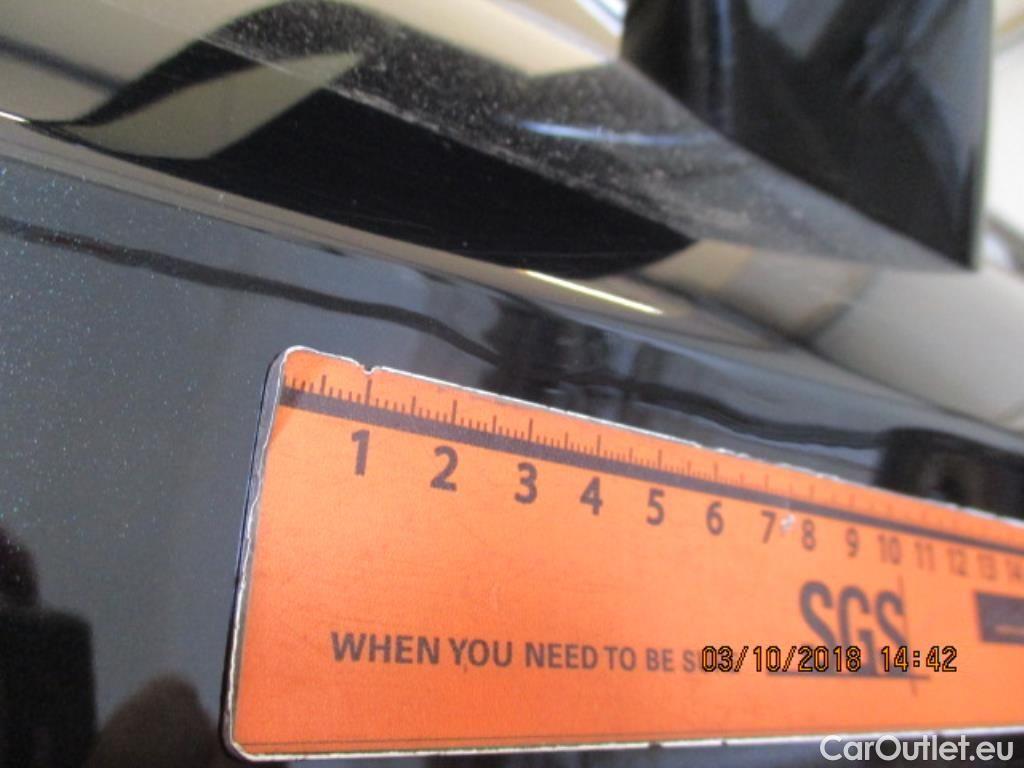 1 2 3 4 5 6 7 8 9 10 11 12 13 14
SGS
WHEN YOU NEED TO BE
03/10/2018 14:42
CarOutlet.eu